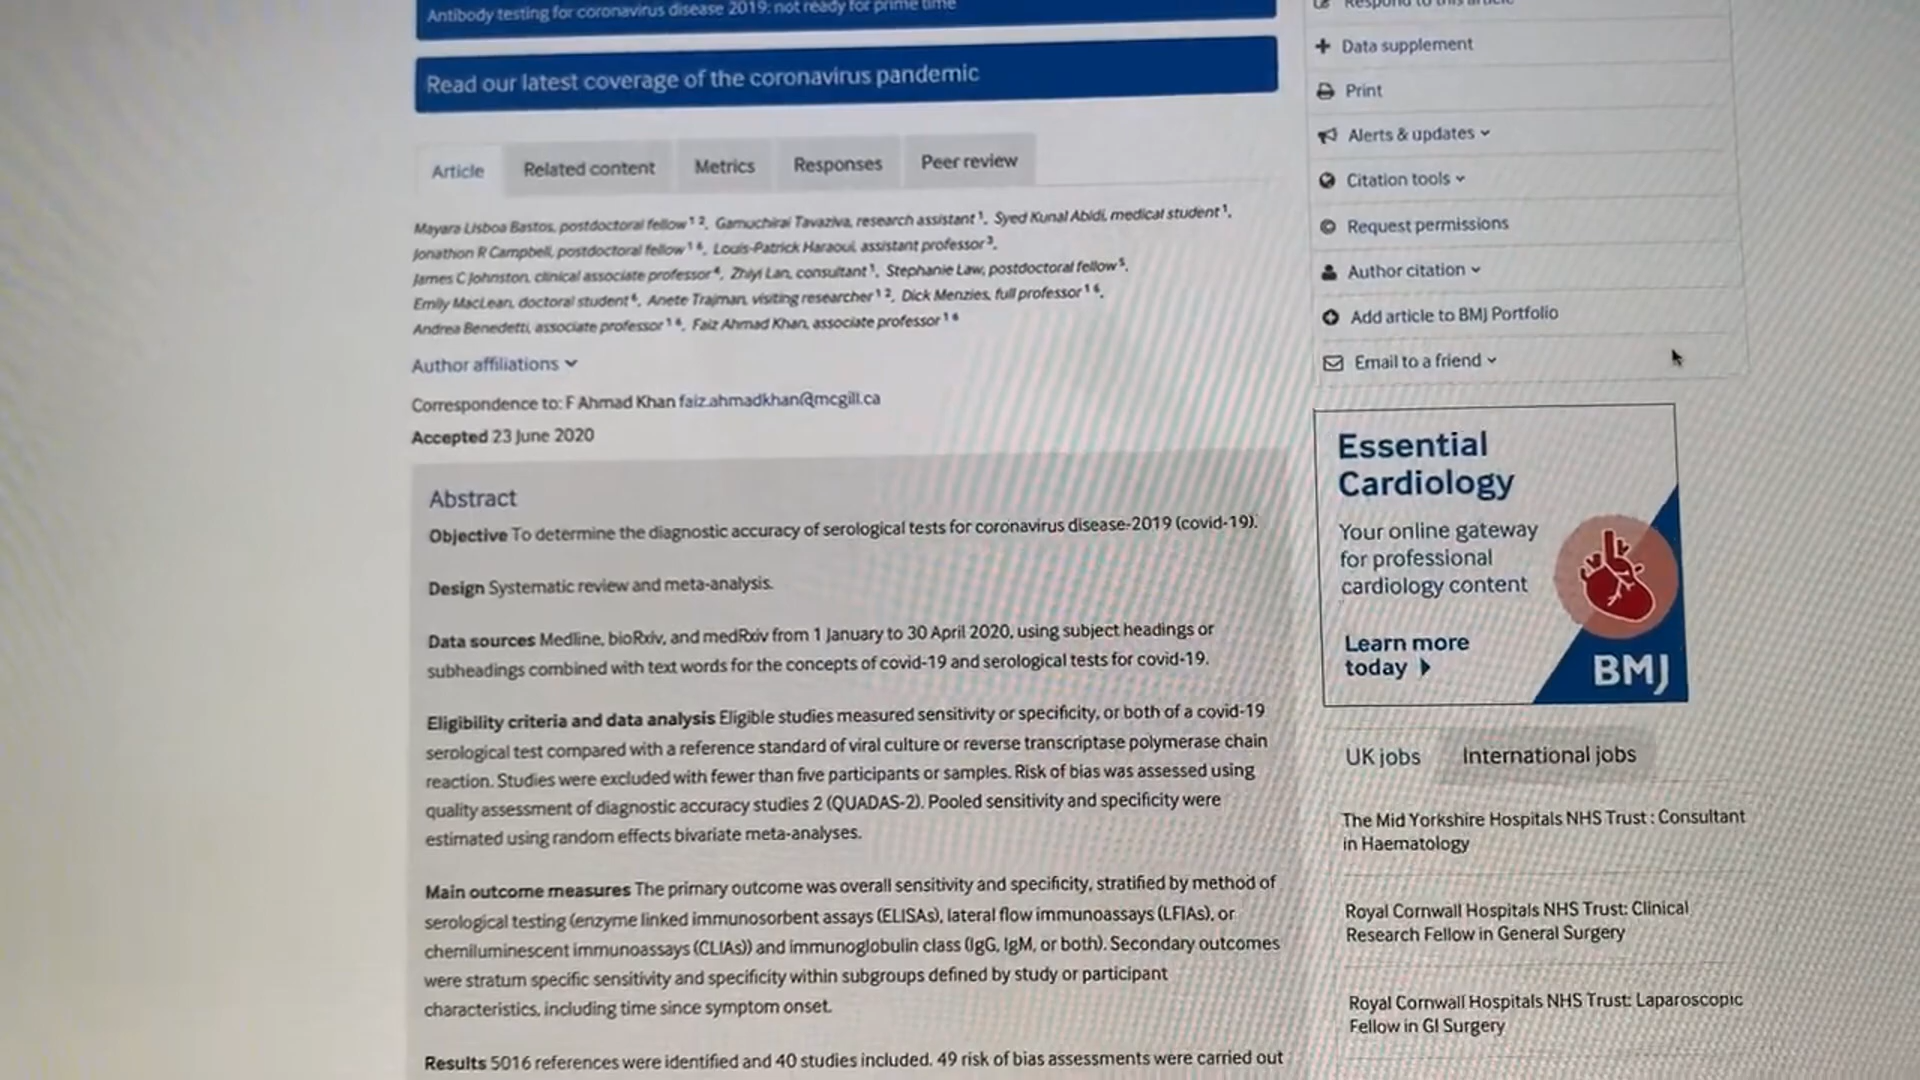 Antibody testing for coronavirus disease 2019: not ready for prime time
Read our latest coverage of the coronavirus pandemic
Article
Related content
Metrics
Responses
Peer review
Mayara Lisboa Bastos, postdoctoral fellow 1 2, Gamuchirai Tavaziva, research assistant 1, Syed Kunal Abidi, medical student 1,
Jonathon R Campbell, postdoctoral fellow 1 6, Louis-Patrick Haraoui, assistant professor 3,
James C Johnston, clinical associate professor 4, Zhiyi Lan, consultant 1, Stephanie Law, postdoctoral fellow 5,
Emily MacLean, doctoral student 6, Anete Trajman, visiting researcher 1 2, Dick Menzies, full professor 1 6,
Andrea Benedetti, associate professor 1 6, Faiz Ahmad Khan, associate professor 1 6
Author affiliations
Correspondence to: F Ahmad Khan faiz.ahmadkhan@mcgill.ca
Accepted 23 June 2020
Abstract
Objective To determine the diagnostic accuracy of serological tests for coronavirus disease-2019 (covid-19).
Design Systematic review and meta-analysis.
Data sources Medline, bioRxiv, and medRxiv from 1 January to 30 April 2020, using subject headings or
subheadings combined with text words for the concepts of covid-19 and serological tests for covid-19.
Eligibility criteria and data analysis Eligible studies measured sensitivity or specificity, or both of a covid-19
serological test compared with a reference standard of viral culture or reverse transcriptase polymerase chain
reaction. Studies were excluded with fewer than five participants or samples. Risk of bias was assessed using
quality assessment of diagnostic accuracy studies 2 (QUADAS-2). Pooled sensitivity and specificity were
estimated using random effects bivariate meta-analyses.
Main outcome measures The primary outcome was overall sensitivity and specificity, stratified by method of
serological testing (enzyme linked immunosorbent assays (ELISAs), lateral flow immunoassays (LFIAs), or
chemiluminescent immunoassays (CLIAs)) and immunoglobulin class (IgG, IgM, or both). Secondary outcomes
were stratum specific sensitivity and specificity within subgroups defined by study or participant
characteristics, including time since symptom onset.
Results 5016 references were identified and 40 studies included. 49 risk of bias assessments were carried out
Respond to this article
Data supplement
Print
Alerts & updates
Citation tools
Request permissions
Author citation
Add article to BMJ Portfolio
Email to a friend
Essential
Cardiology
Your online gateway
for professional
cardiology content
Learn more
today
BMJ
UK jobs
International jobs
The Mid Yorkshire Hospitals NHS Trust : Consultant
in Haematology
Royal Cornwall Hospitals NHS Trust: Clinical
Research Fellow in General Surgery
Royal Cornwall Hospitals NHS Trust: Laparoscopic
Fellow in GI Surgery